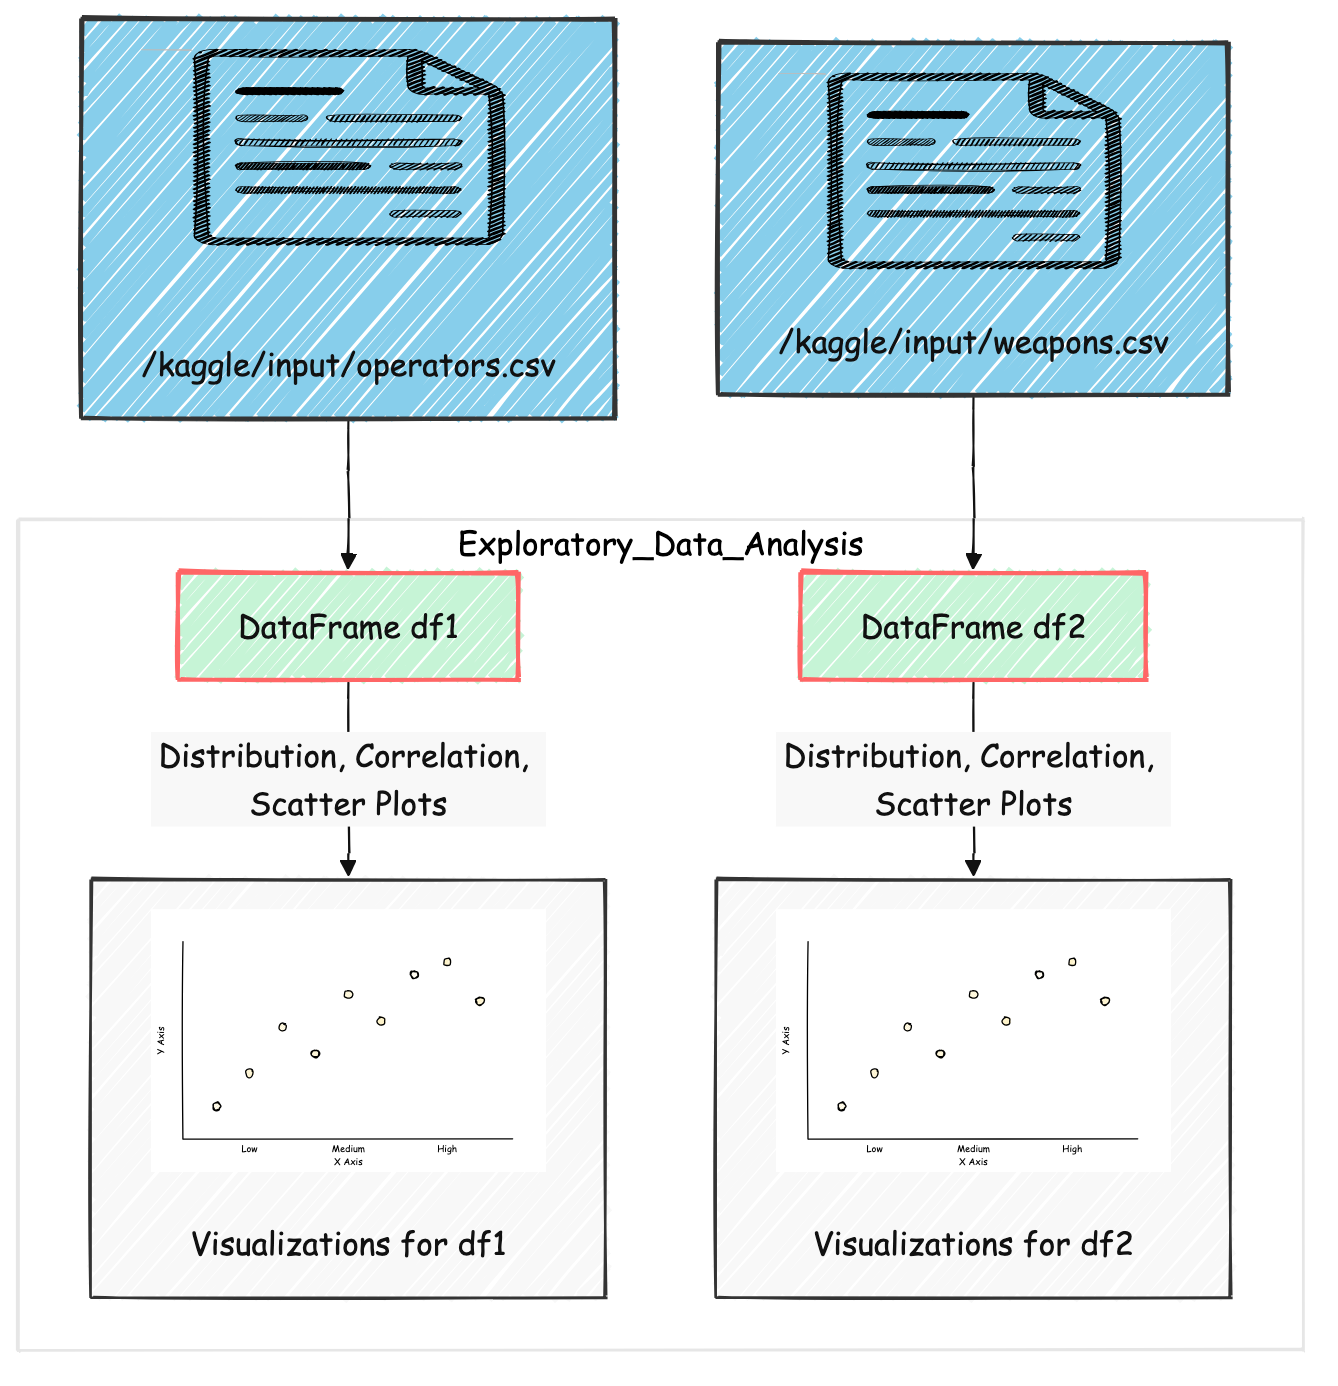 /kaggle/input/operators.csv
/kaggle/input/weapons.csv
Exploratory_Data_Analysis
DataFrame df1
DataFrame df2
Distribution, Correlation,
Scatter Plots
Distribution, Correlation,
Scatter Plots
Y Axis
Low Medium High
X Axis
Visualizations for df1
Y Axis
Low Medium High
X Axis
Visualizations for df2